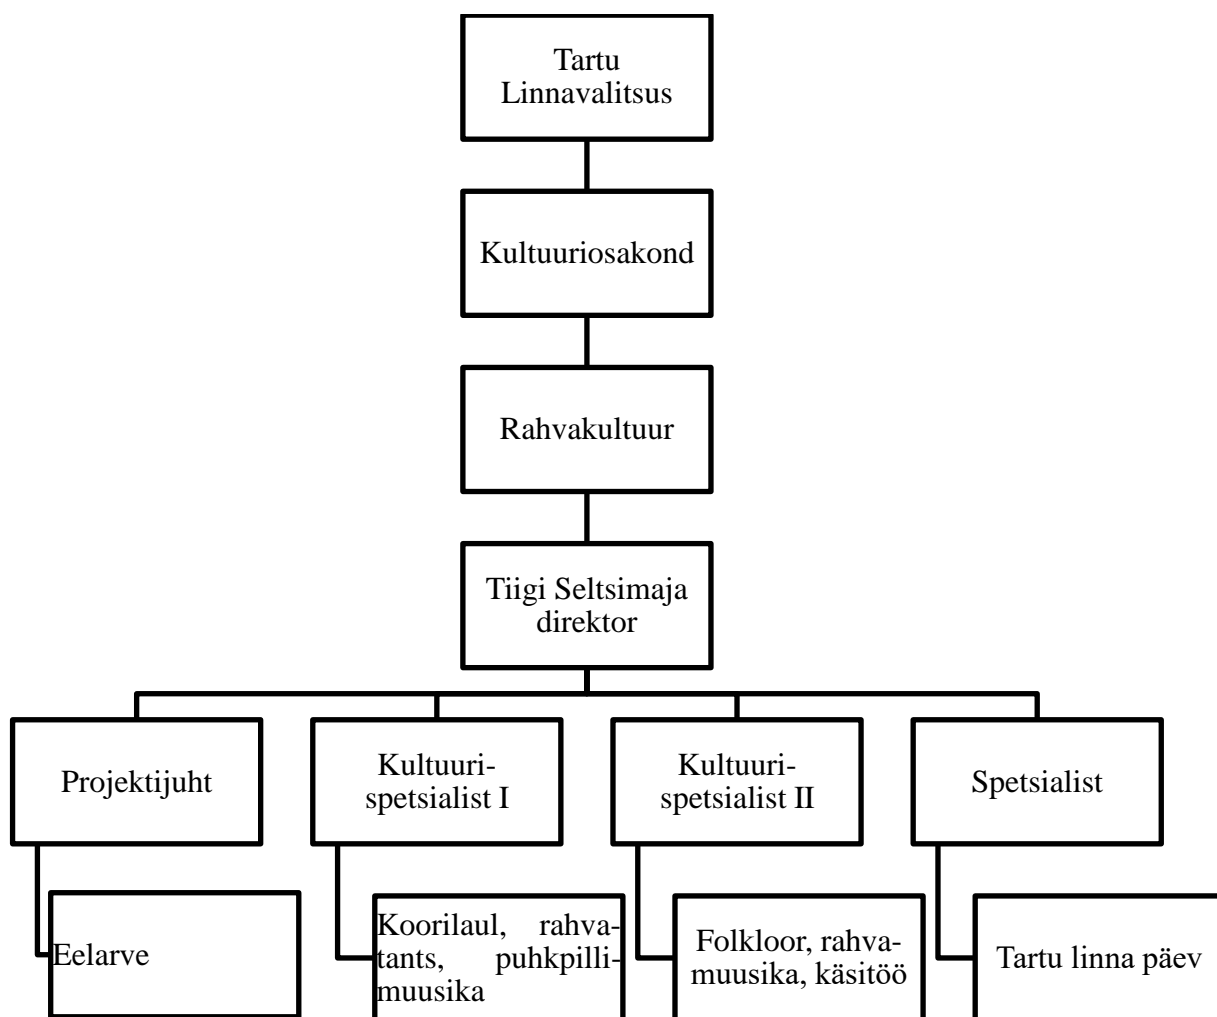 Tartu
Linnavalitsus
Kultuuriosakond
Rahvakultuur
Tiigi Seltsimaja
direktor
Projektijuht
Kultuuri-
spetsialist I
Kultuuri-
spetsialist II
Spetsialist
Eelarve
Koorilaul, rahva-
tants, puhkpilli-
muusika
Folkloor, rahva-
muusika, käsitöö
Tartu linna päev